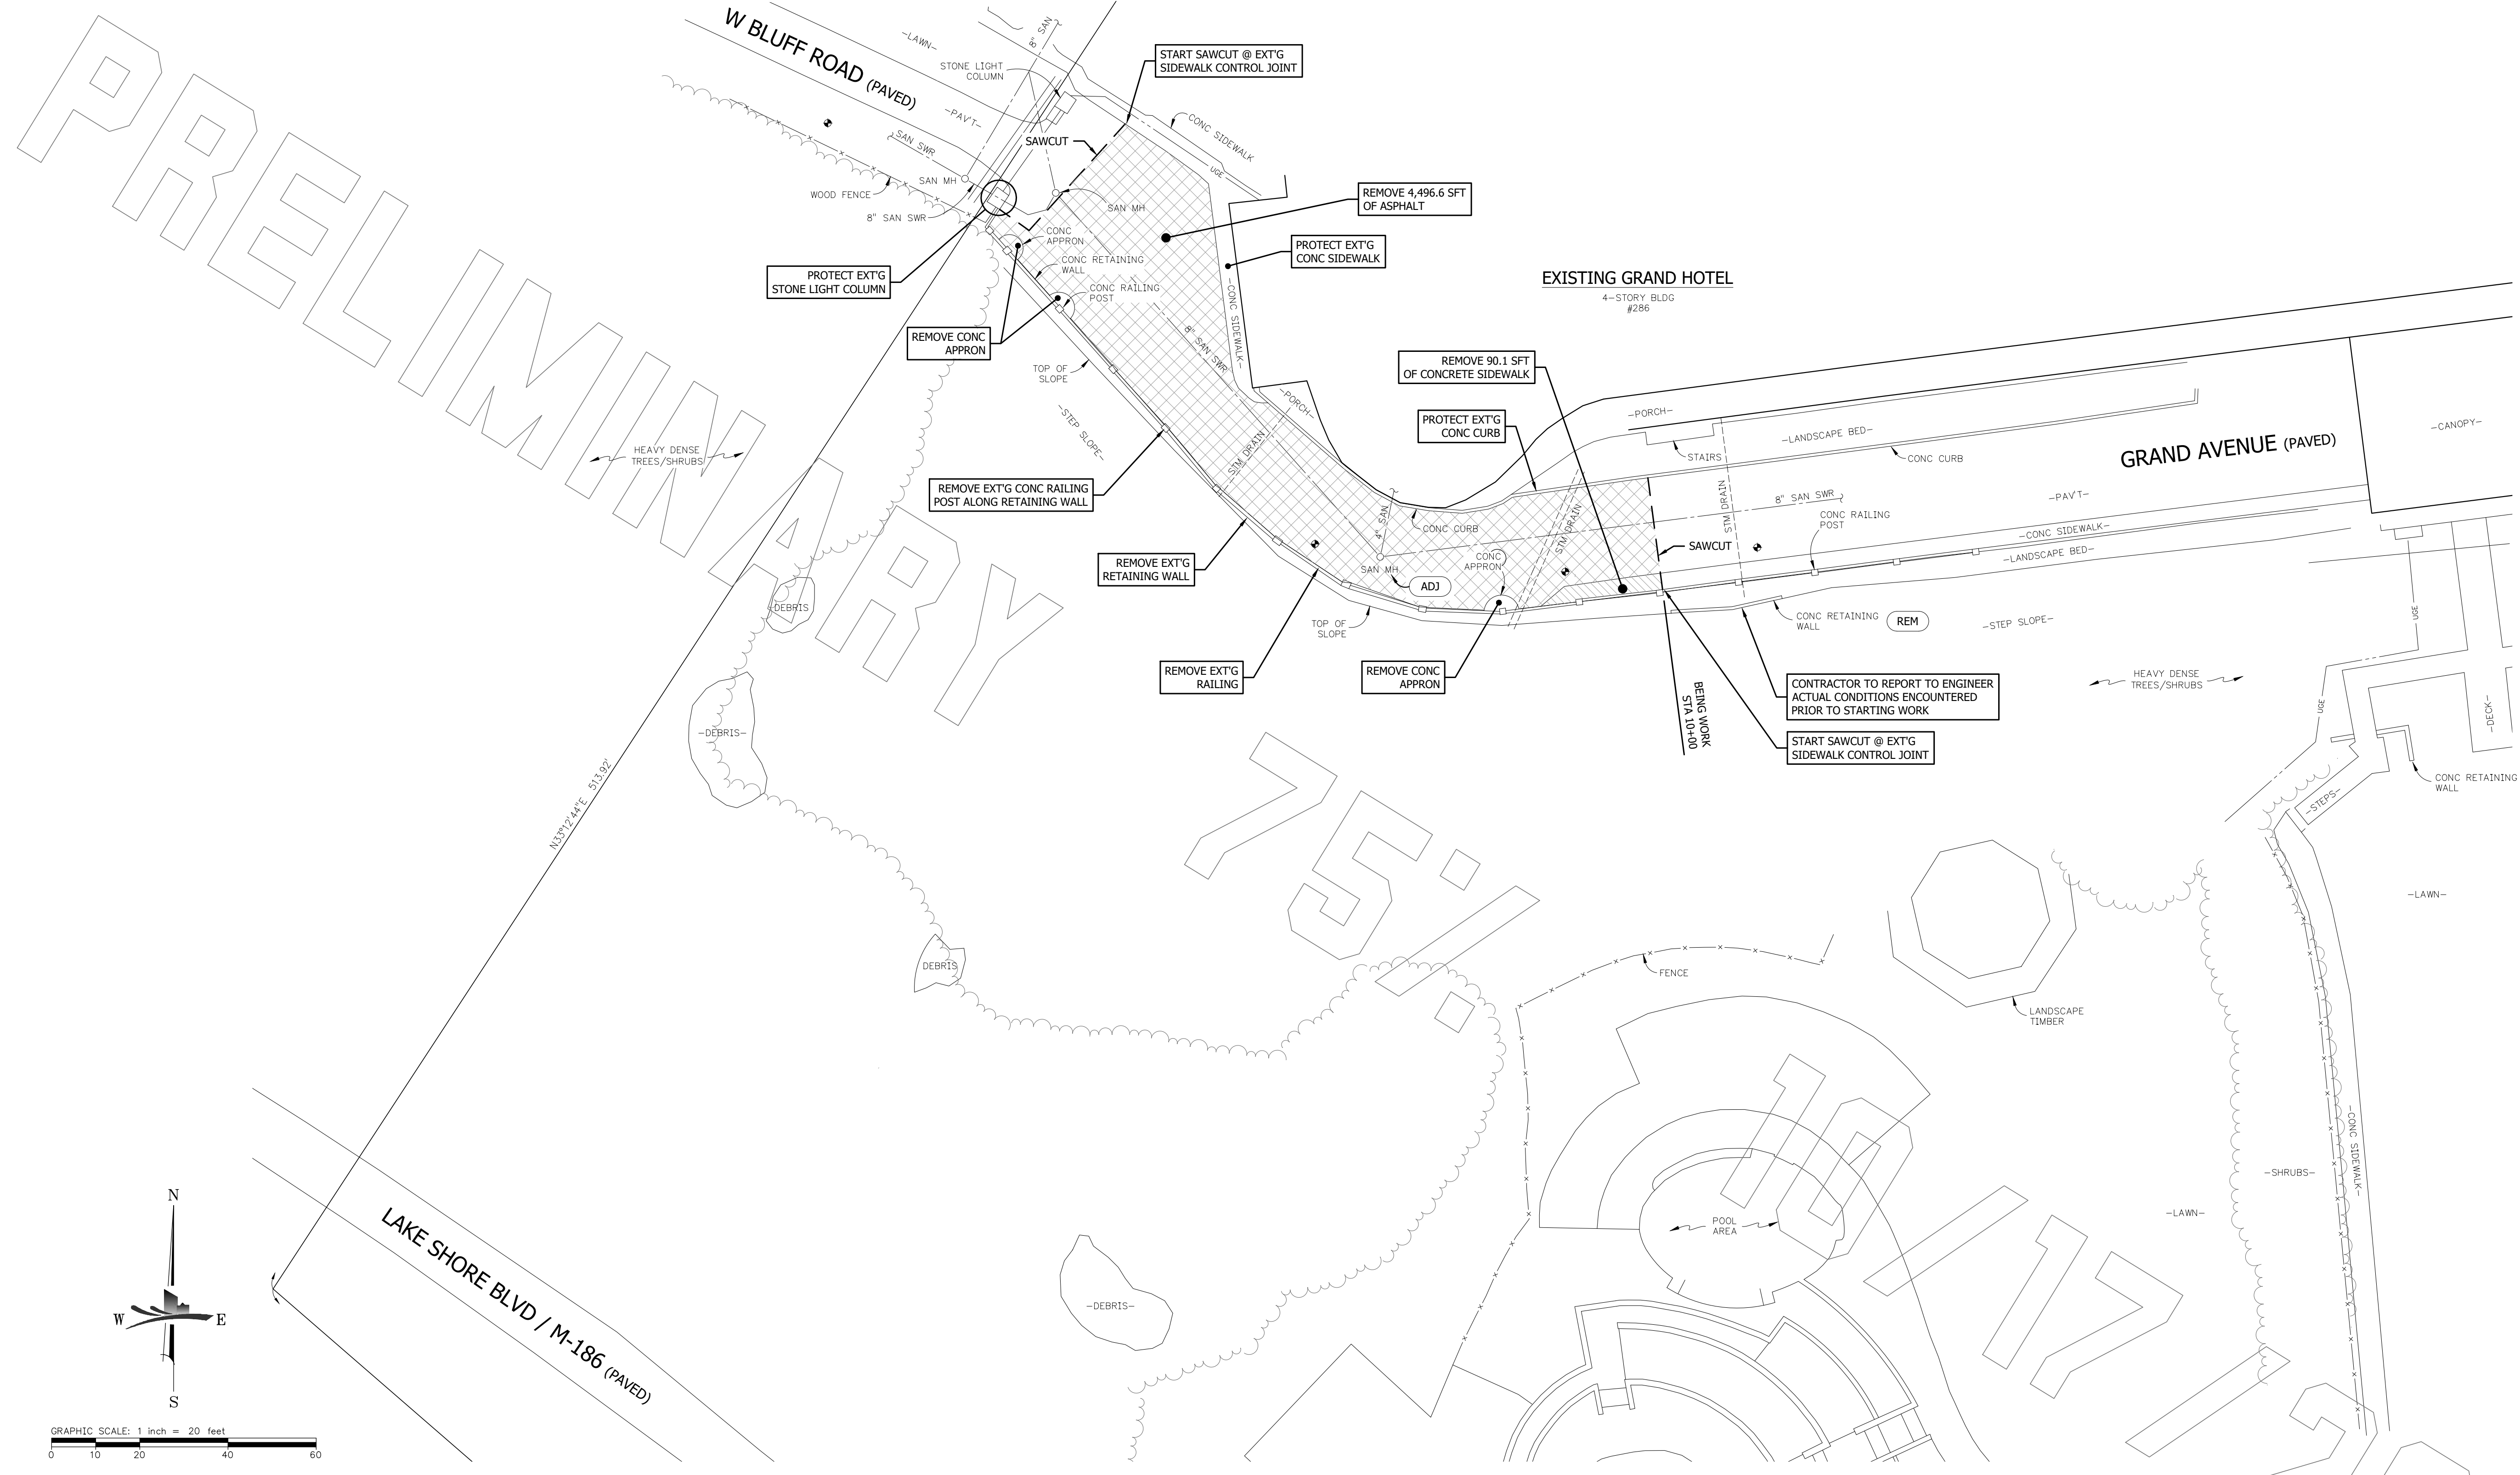 W BLUFF ROAD (PAVED)
-LAWN-
8" SAN
STONE LIGHT
COLUMN
START SAWCUT @ EXT'G
SIDEWALK CONTROL JOINT
-PAV'T-
CONC SIDEWALK
SAWCUT
SAN SWR
UGE
SAN MH
WOOD FENCE
8" SAN SWR
SAN MH
REMOVE 4,496.6 SFT
OF ASPHALT
CONC
APPRON
PROTECT EXT'G
CONC SIDEWALK
CONC RETAINING
WALL
PROTECT EXT'G
STONE LIGHT COLUMN
CONC RAILING
POST
-CONC SIDEWALK-
EXISTING GRAND HOTEL
4-STORY BLDG
#286
REMOVE CONC
APPRON
8" SAN SWR
TOP OF
SLOPE
-STEP SLOPE-
REMOVE 90.1 SFT
OF CONCRETE SIDEWALK
-PORCH-
PROTECT EXT'G
CONC CURB
-PORCH-
-LANDSCAPE BED-
-CANOPY-
STAIRS
CONC CURB
GRAND AVENUE (PAVED)
HEAVY DENSE
TREES/SHRUBS
STM DRAIN
REMOVE EXT'G CONC RAILING
POST ALONG RETAINING WALL
8" SAN SWR
-PAV'T-
STM DRAIN
4" SAN
CONC CURB
STM DRAIN
CONC RAILING
POST
-CONC SIDEWALK-
-LANDSCAPE BED-
SAWCUT
CONC
APPRON
REMOVE EXT'G
RETAINING WALL
SAN MH
ADJ
-DEBRIS
TOP OF
SLOPE
CONC RETAINING
WALL
REM
-STEP SLOPE-
UGE
REMOVE EXT'G
RAILING
REMOVE CONC
APPRON
BEING WORK
STA 10+00
CONTRACTOR TO REPORT TO ENGINEER
ACTUAL CONDITIONS ENCOUNTERED
PRIOR TO STARTING WORK
HEAVY DENSE
TREES/SHRUBS
UGE
-DECK-
-DEBRIS-
START SAWCUT @ EXT'G
SIDEWALK CONTROL JOINT
CONC RETAINING
WALL
-STEPS-
N33°12'44"E 513.92'
-LAWN-
DEBRIS
FENCE
LANDSCAPE
TIMBER
-CONC SIDEWALK-
-SHRUBS-
POOL
AREA
-LAWN-
-DEBRIS-
LAKE SHORE BLVD / M-186 (PAVED)
N
W E
S
GRAPHIC SCALE: 1 inch = 20 feet
0 10 20 40 60
PRELIMINARY
75%
10/17/